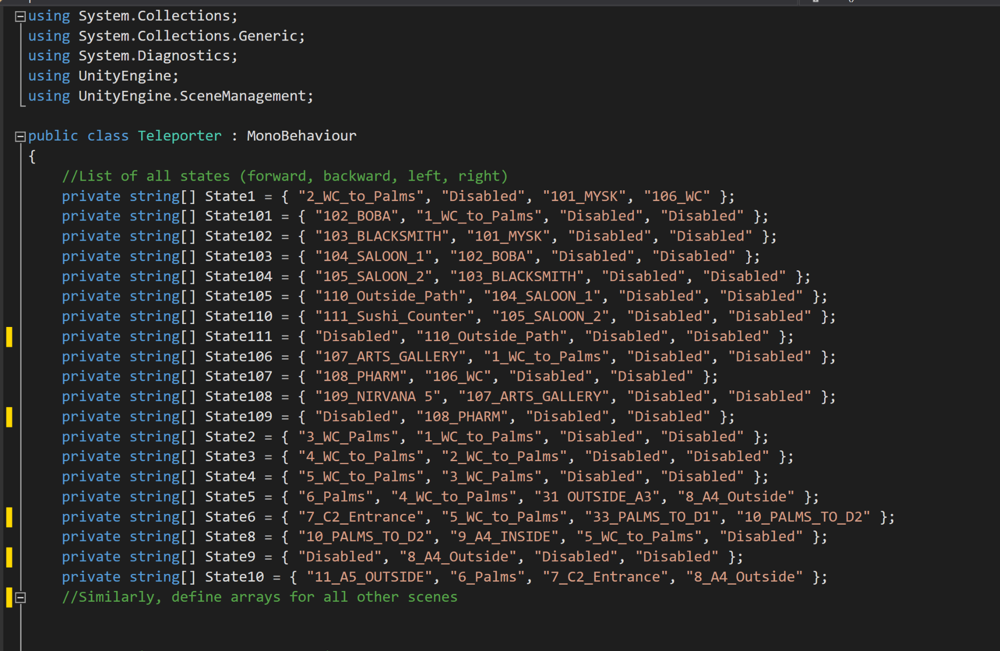 using System.Collections;
using System.Collections.Generic;
using System.Diagnostics;
using UnityEngine;
using UnityEngine.SceneManagement;
public class Teleporter : MonoBehaviour
{
//List of all states (forward, backward, left, right)
private string[] State1 = { "2_WC_to_Palms", "Disabled", "101_MYSK", "106_WC" };
private string[] State101 = { "102_BOBA", "1_WC_to_Palms", "Disabled", "Disabled" };
private string[] State102 = { "103_BLACKSMITH", "101_MYSK", "Disabled", "Disabled" };
private string[] State103 = { "104_SALOON_1", "102_BOBA", "Disabled", "Disabled" };
private string[] State104 = { "105_SALOON_2", "103_BLACKSMITH", "Disabled", "Disabled" };
private string[] State105 = { "110_Outside_Path", "104_SALOON_1", "Disabled", "Disabled" };
private string[] State110 = { "111_Sushi_Counter", "105_SALOON_2", "Disabled", "Disabled" };
private string[] State111 = { "Disabled", "110_Outside_Path", "Disabled", "Disabled" };
private string[] State106 = { "107_ARTS_GALLERY", "1_WC_to_Palms", "Disabled", "Disabled" };
private string[] State107 = { "108_PHARM", "106_WC", "Disabled", "Disabled" };
private string[] State108 = { "109_NIRVANA 5", "107_ARTS_GALLERY", "Disabled", "Disabled" };
private string[] State109 = { "Disabled", "108_PHARM", "Disabled", "Disabled" };
private string[] State2 = { "3_WC_Palms", "1_WC_to_Palms", "Disabled", "Disabled" };
private string[] State3 = { "4_WC_to_Palms", "2_WC_to_Palms", "Disabled", "Disabled" };
private string[] State4 = { "5_WC_to_Palms", "3_WC_Palms", "Disabled", "Disabled" };
private string[] State5 = { "6_Palms", "4_WC_to_Palms", "31 OUTSIDE_A3", "8_A4_Outside" };
private string[] State6 = { "7_C2_Entrance", "5_WC_to_Palms", "33_PALMS_TO_D1", "10_PALMS_TO_D2" };
private string[] State8 = { "10_PALMS_TO_D2", "9_A4_INSIDE", "5_WC_to_Palms", "Disabled" };
private string[] State9 = { "Disabled", "8_A4_Outside", "Disabled", "Disabled" };
private string[] State10 = { "11_A5_OUTSIDE", "6_Palms", "7_C2_Entrance", "8_A4_Outside" };
//Similarly, define arrays for all other scenes